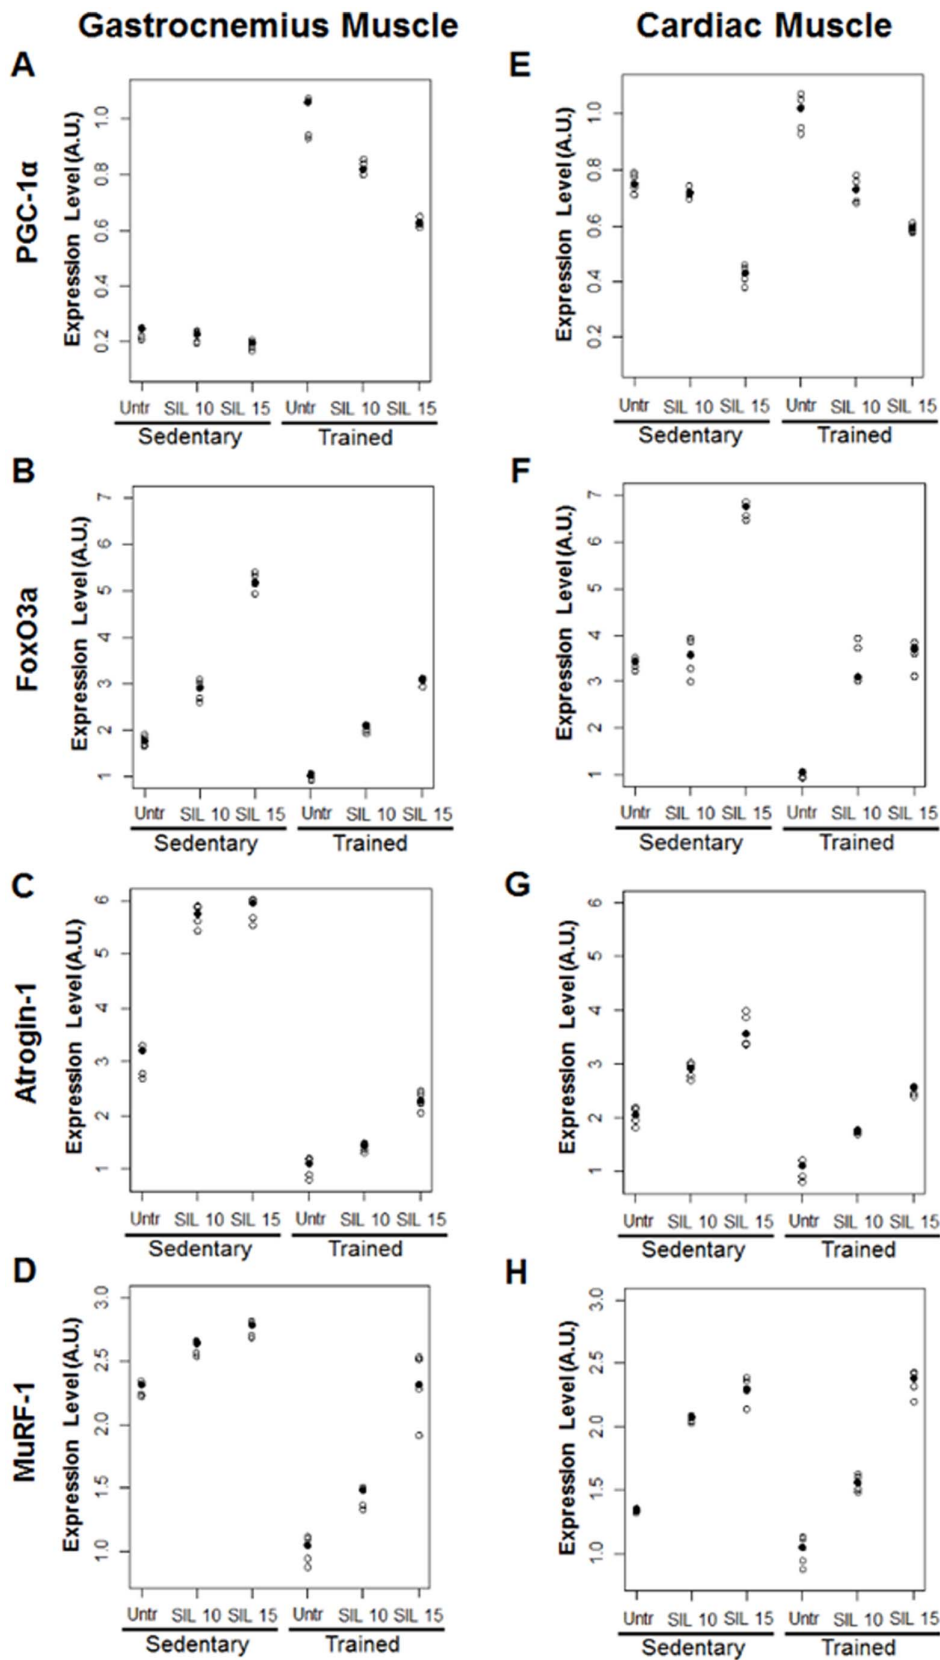 Gastrocnemius Muscle
Cardiac Muscle
A
PGC-1α
Expression Level (A.U.)
1.0
0.8
0.6
0.4
0.2
Untr SIL 10 SIL 15 Untr SIL 10 SIL 15
Sedentary Trained
E
Expression Level (A.U.)
1.0
0.8
0.6
0.4
0.2
Untr SIL 10 SIL 15 Untr SIL 10 SIL 15
Sedentary Trained
B
FoxO3a
Expression Level (A.U.)
7
6
5
4
3
2
1
Untr SIL 10 SIL 15 Untr SIL 10 SIL 15
Sedentary Trained
F
Expression Level (A.U.)
7
6
5
4
3
2
1
Untr SIL 10 SIL 15 Untr SIL 10 SIL 15
Sedentary Trained
C
Atrogin-1
Expression Level (A.U.)
6
5
4
3
2
1
Untr SIL 10 SIL 15 Untr SIL 10 SIL 15
Sedentary Trained
G
Expression Level (A.U.)
6
5
4
3
2
1
Untr SIL 10 SIL 15 Untr SIL 10 SIL 15
Sedentary Trained
D
MuRF-1
Expression Level (A.U.)
3.0
2.5
2.0
1.5
1.0
Untr SIL 10 SIL 15 Untr SIL 10 SIL 15
Sedentary Trained
H
Expression Level (A.U.)
3.0
2.5
2.0
1.5
1.0
Untr SIL 10 SIL 15 Untr SIL 10 SIL 15
Sedentary Trained